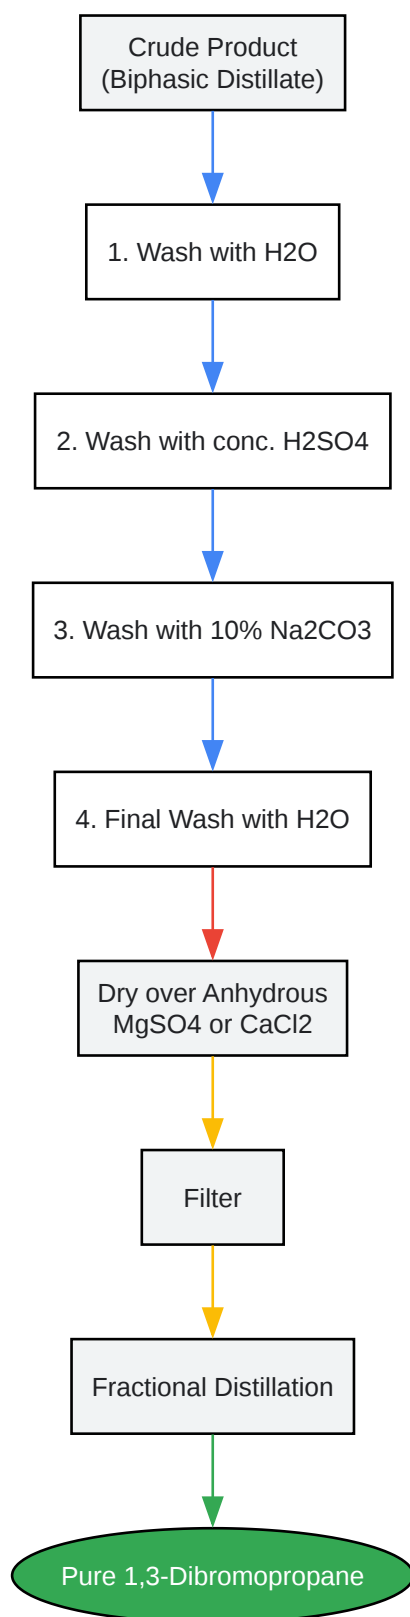 Crude Product
(Biphasic Distillate)
1. Wash with H2O
2. Wash with conc. H2SO4
3. Wash with 10% Na2CO3
4. Final Wash with H2O
Dry over Anhydrous
MgSO4 or CaCl2
Filter
Fractional Distillation
Pure 1,3-Dibromopropane